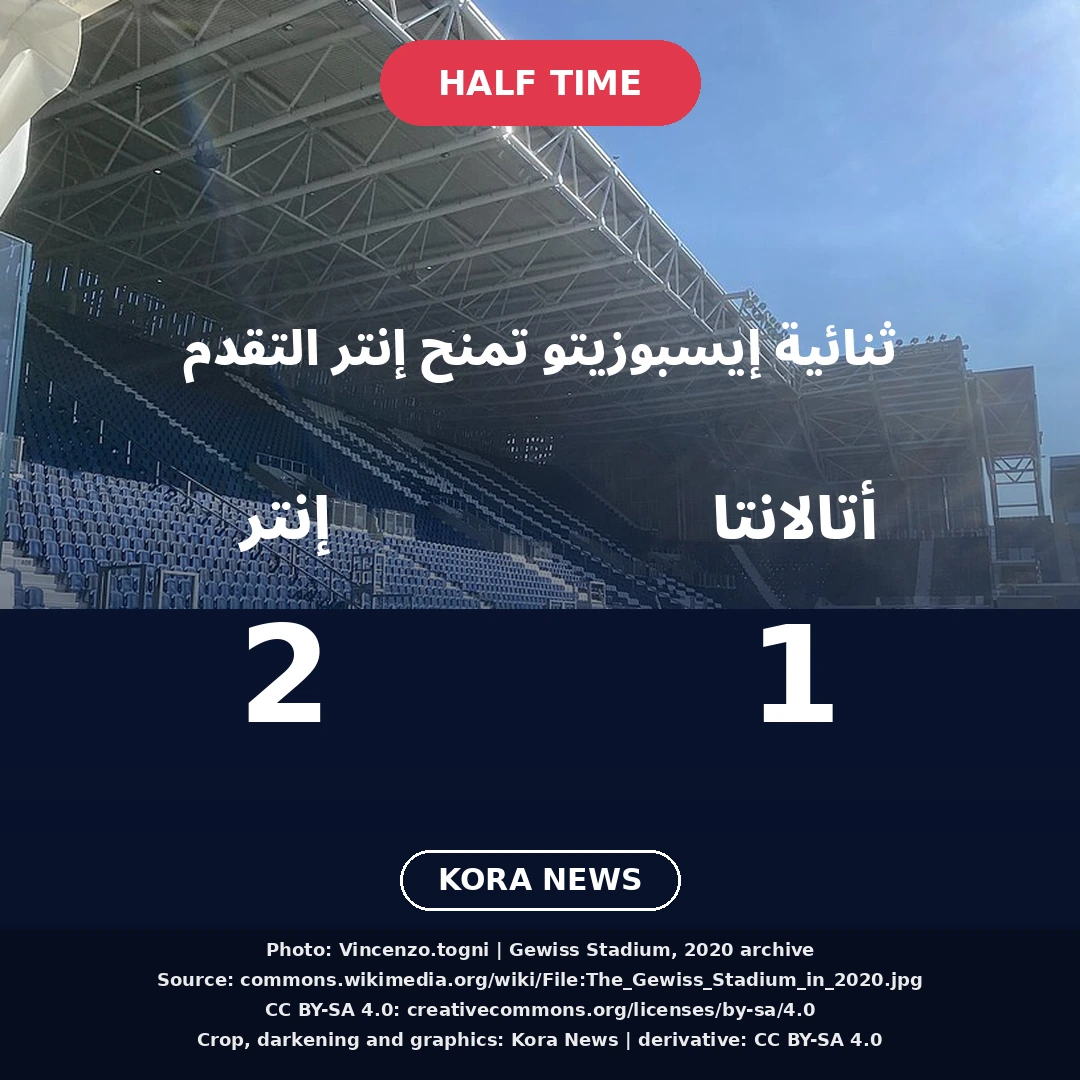 HALF TIME
ثنائية إيسبوزيتو تمنح إنتر التقدم
أتالانتا
إنتر
1
2
KORA NEWS
Photo: Vincenzo.togni | Gewiss Stadium, 2020 archive
Source: commons.wikimedia.org/wiki/File:The_Gewiss_Stadium_in_2020.jpg
CC BY-SA 4.0: creativecommons.org/licenses/by-sa/4.0
Crop, darkening and graphics: Kora News | derivative: CC BY-SA 4.0